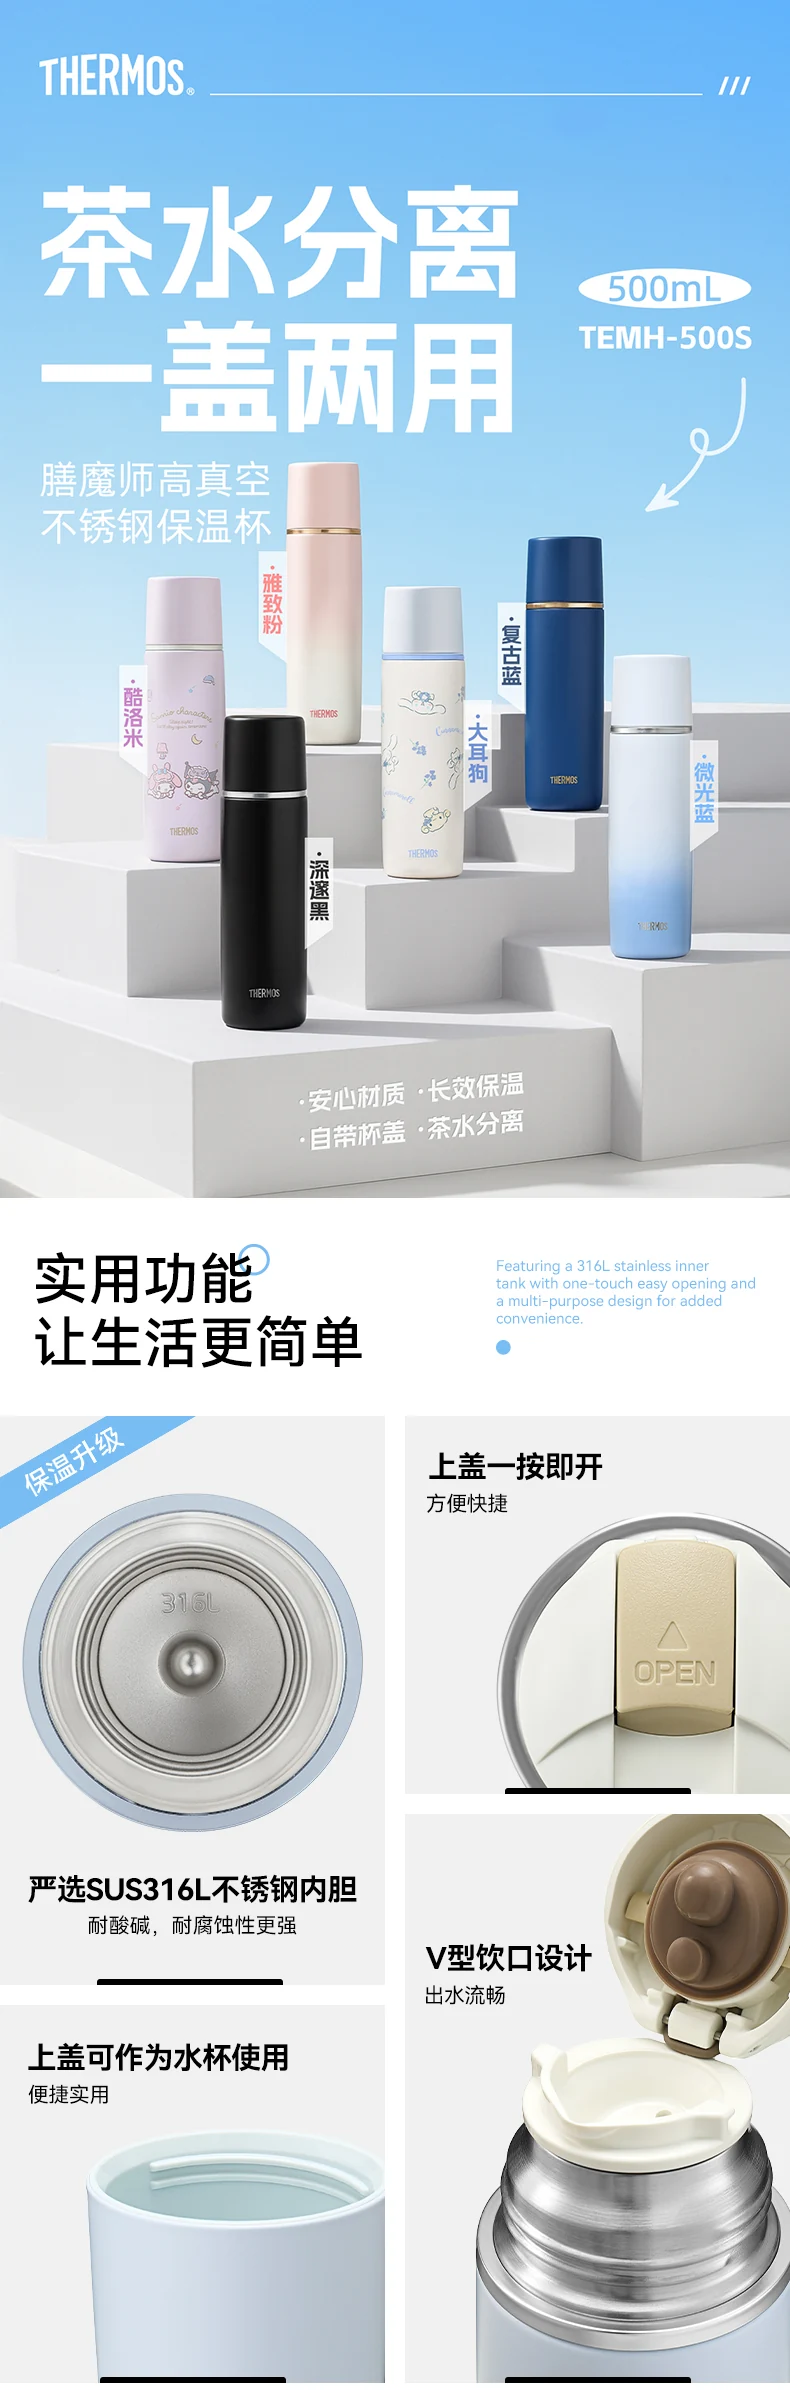 THERMOS®
茶水分离
一盖两用
500mL
TEMH-500S
膳魔师高真空
不锈钢保温杯
·雅致粉
·复古蓝
·酷洛米
·大耳狗
·微光蓝
·深邃黑
Sanrio characters
THERMOS
THERMOS
THERMOS
THERMOS
THERMOS
THERMOS
·安心材质 ·长效保温
·自带杯盖 ·茶水分离
实用功能
让生活更简单
Featuring a 316L stainless inner
tank with one-touch easy opening and
a multi-purpose design for added
convenience.
保温升级
316L
严选SUS316L不锈钢内胆
耐酸碱，耐腐蚀性更强
上盖一按即开
方便快捷
OPEN
V型饮口设计
出水流畅
上盖可作为水杯使用
便捷实用